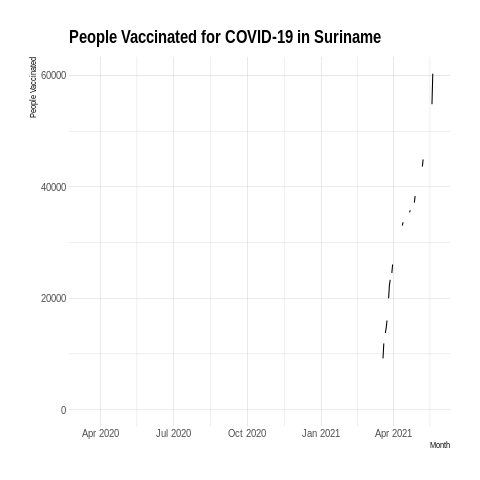 People Vaccinated for COVID-19 in Suriname
People Vaccinated
60000
40000
20000
0
Apr 2020
Jul 2020
Oct 2020
Jan 2021
Apr 2021
Month